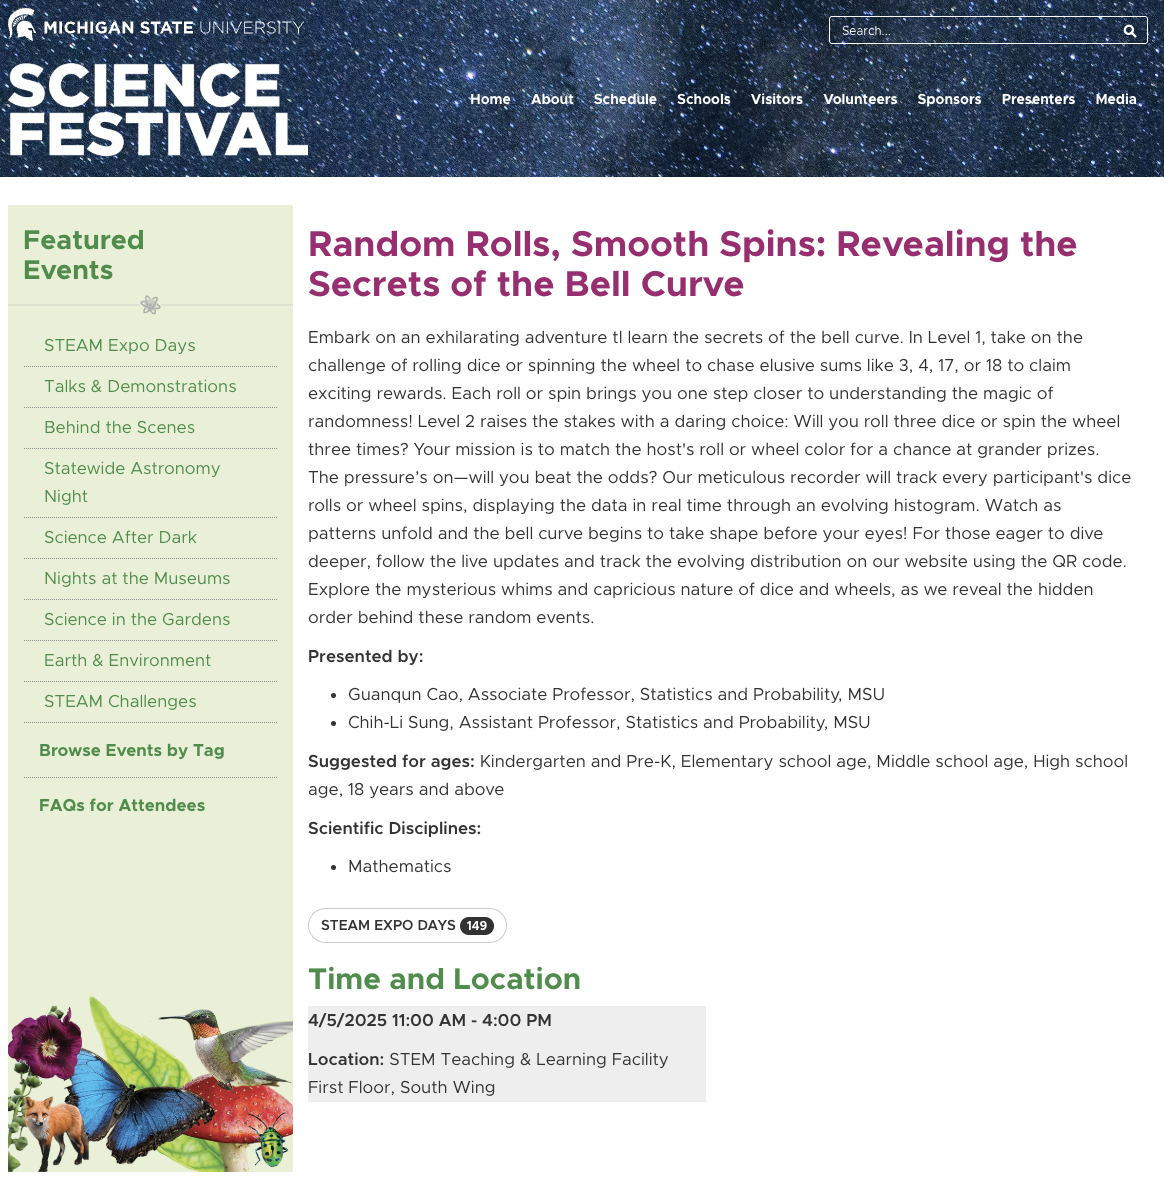 MICHIGAN STATE UNIVERSITY
Search...
SCIENCE
FESTIVAL
Home About Schedule Schools Visitors Volunteers Sponsors Presenters Media
Featured
Events
STEAM Expo Days
Talks & Demonstrations
Behind the Scenes
Statewide Astronomy
Night
Science After Dark
Nights at the Museums
Science in the Gardens
Earth & Environment
STEAM Challenges
Browse Events by Tag
FAQs for Attendees
Random Rolls, Smooth Spins: Revealing the
Secrets of the Bell Curve
Embark on an exhilarating adventure tl learn the secrets of the bell curve. In Level 1, take on the
challenge of rolling dice or spinning the wheel to chase elusive sums like 3, 4, 17, or 18 to claim
exciting rewards. Each roll or spin brings you one step closer to understanding the magic of
randomness! Level 2 raises the stakes with a daring choice: Will you roll three dice or spin the wheel
three times? Your mission is to match the host's roll or wheel color for a chance at grander prizes.
The pressure’s on—will you beat the odds? Our meticulous recorder will track every participant's dice
rolls or wheel spins, displaying the data in real time through an evolving histogram. Watch as
patterns unfold and the bell curve begins to take shape before your eyes! For those eager to dive
deeper, follow the live updates and track the evolving distribution on our website using the QR code.
Explore the mysterious whims and capricious nature of dice and wheels, as we reveal the hidden
order behind these random events.
Presented by:
• Guanqun Cao, Associate Professor, Statistics and Probability, MSU
• Chih-Li Sung, Assistant Professor, Statistics and Probability, MSU
Suggested for ages: Kindergarten and Pre-K, Elementary school age, Middle school age, High school
age, 18 years and above
Scientific Disciplines:
• Mathematics
STEAM EXPO DAYS 149
Time and Location
4/5/2025 11:00 AM - 4:00 PM
Location: STEM Teaching & Learning Facility
First Floor, South Wing